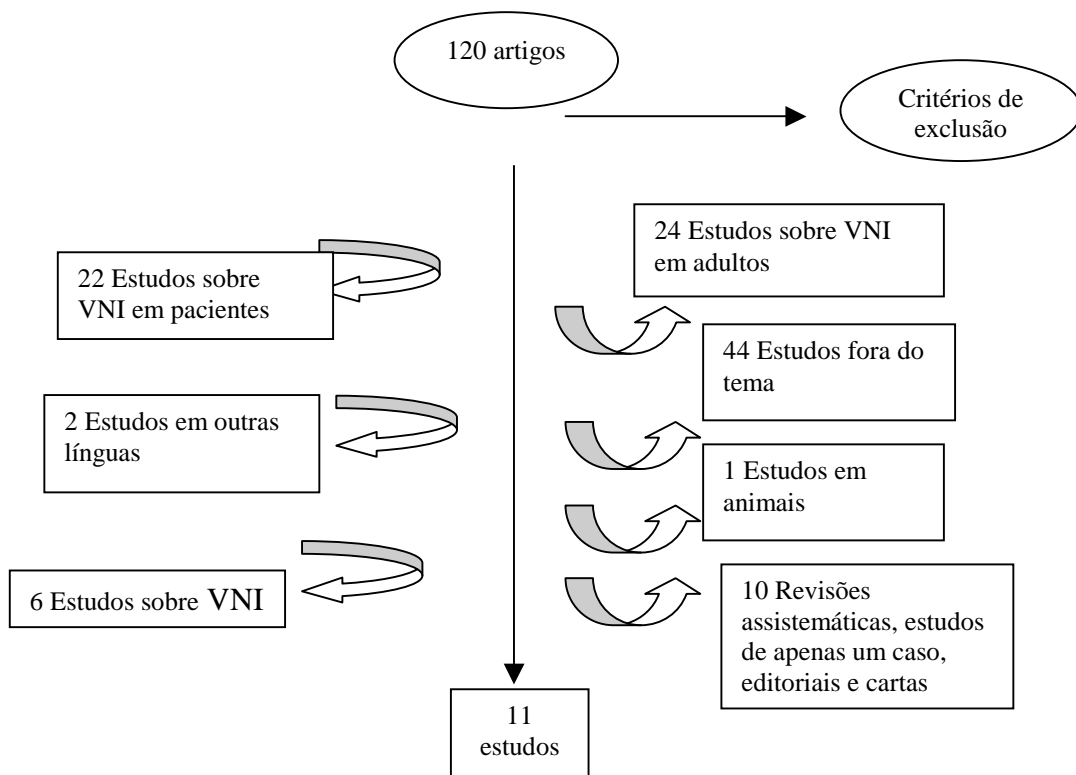 120 artigos
Critérios de
exclusão
24 Estudos sobre VNI
em adultos
22 Estudos sobre
VNI em pacientes
44 Estudos fora do
tema
2 Estudos em outras
línguas
1 Estudos em
animais
6 Estudos sobre VNI
10 Revisões
assistemáticas, estudos
de apenas um caso,
editoriais e cartas
11
estudos